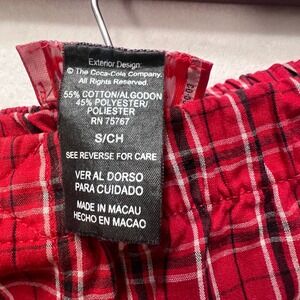 Exterior Design:
© The Coca-Cola Company.
All Rights Reserved.
55% COTTON/ALGODON
45% POLYESTER/
POLIESTER
RN 75767
S/CH
SEE REVERSE FOR CARE
VER AL DORSO
PARA CUIDADO
MADE IN MACAU
HECHO EN MACAO